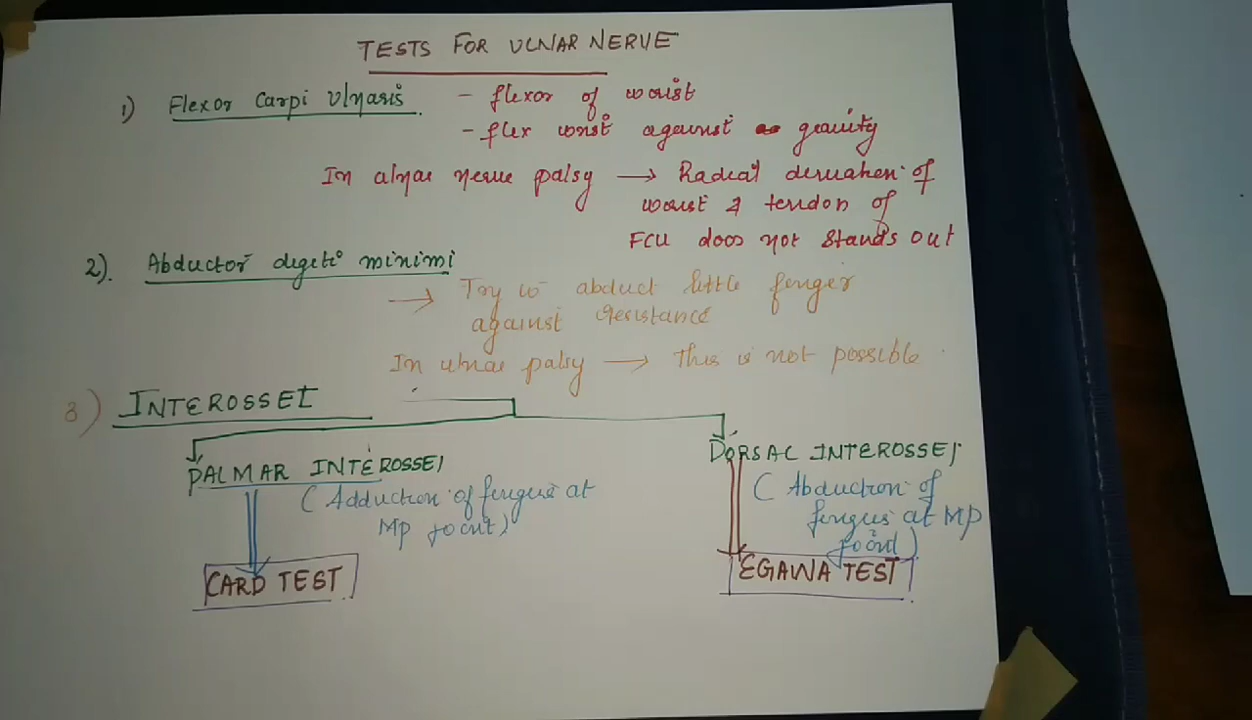 TESTS FOR ULNAR NERVE
1) Flexor Carpi Ulnaris - flexor of wrist
- flex wrist against gravity
In ulnar nerve palsy → Radial deviation of
wrist & tendon of
FCU does not stands out
2). Abductor digiti minimi
→ Try to abduct little finger
against resistance
In ulnar palsy → This is not possible
3) INTEROSSEI
PALMAR INTEROSSEI
(Adduction of fingers at
MP joint)
CARD TEST
DORSAL INTEROSSEI
(Abduction of
fingers at MP
joint)
EGAWA TEST